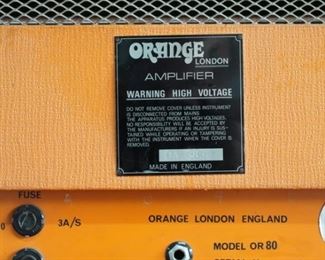 ORANGE
LONDON
AMPLIFIER
WARNING HIGH VOLTAGE
DO NOT REMOVE COVER UNLESS INSTRUMENT
IS DISCONNECTED FROM MAINS
THE APPARATUS PRODUCES HIGH VOLTAGES.
NO RESPONSIBILITY WILL BE ACCEPTED BY
THE MANUFACTURERS IF AN INJURY IS SUS-
TAINED WHILE OPERATING OR TAMPERING
WITH THE INSTRUMENT WHEN THE COVER IS
REMOVED.
MADE IN ENGLAND
FUSE
3A/S
ORANGE LONDON ENGLAND
MODEL OR 80